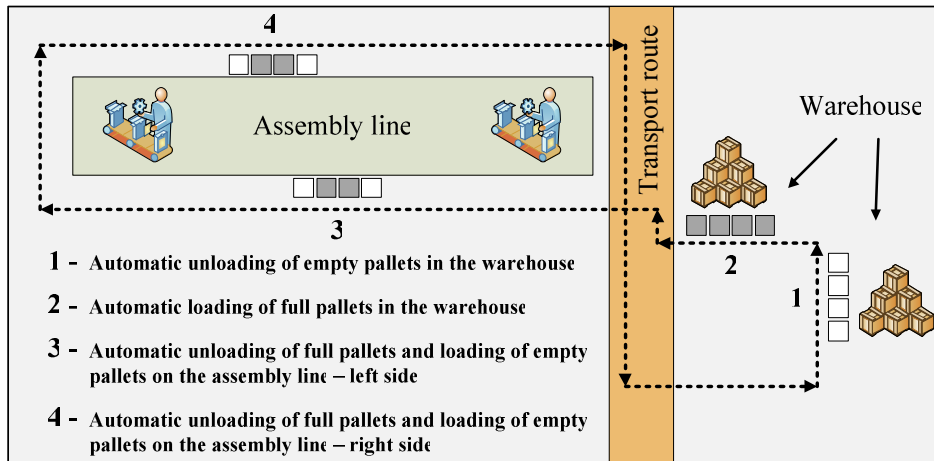 4
Assembly line
Transport route
Warehouse
3
2
1
1 - Automatic unloading of empty pallets in the warehouse
2 - Automatic loading of full pallets in the warehouse
3 - Automatic unloading of full pallets and loading of empty
pallets on the assembly line – left side
4 - Automatic unloading of full pallets and loading of empty
pallets on the assembly line – right side